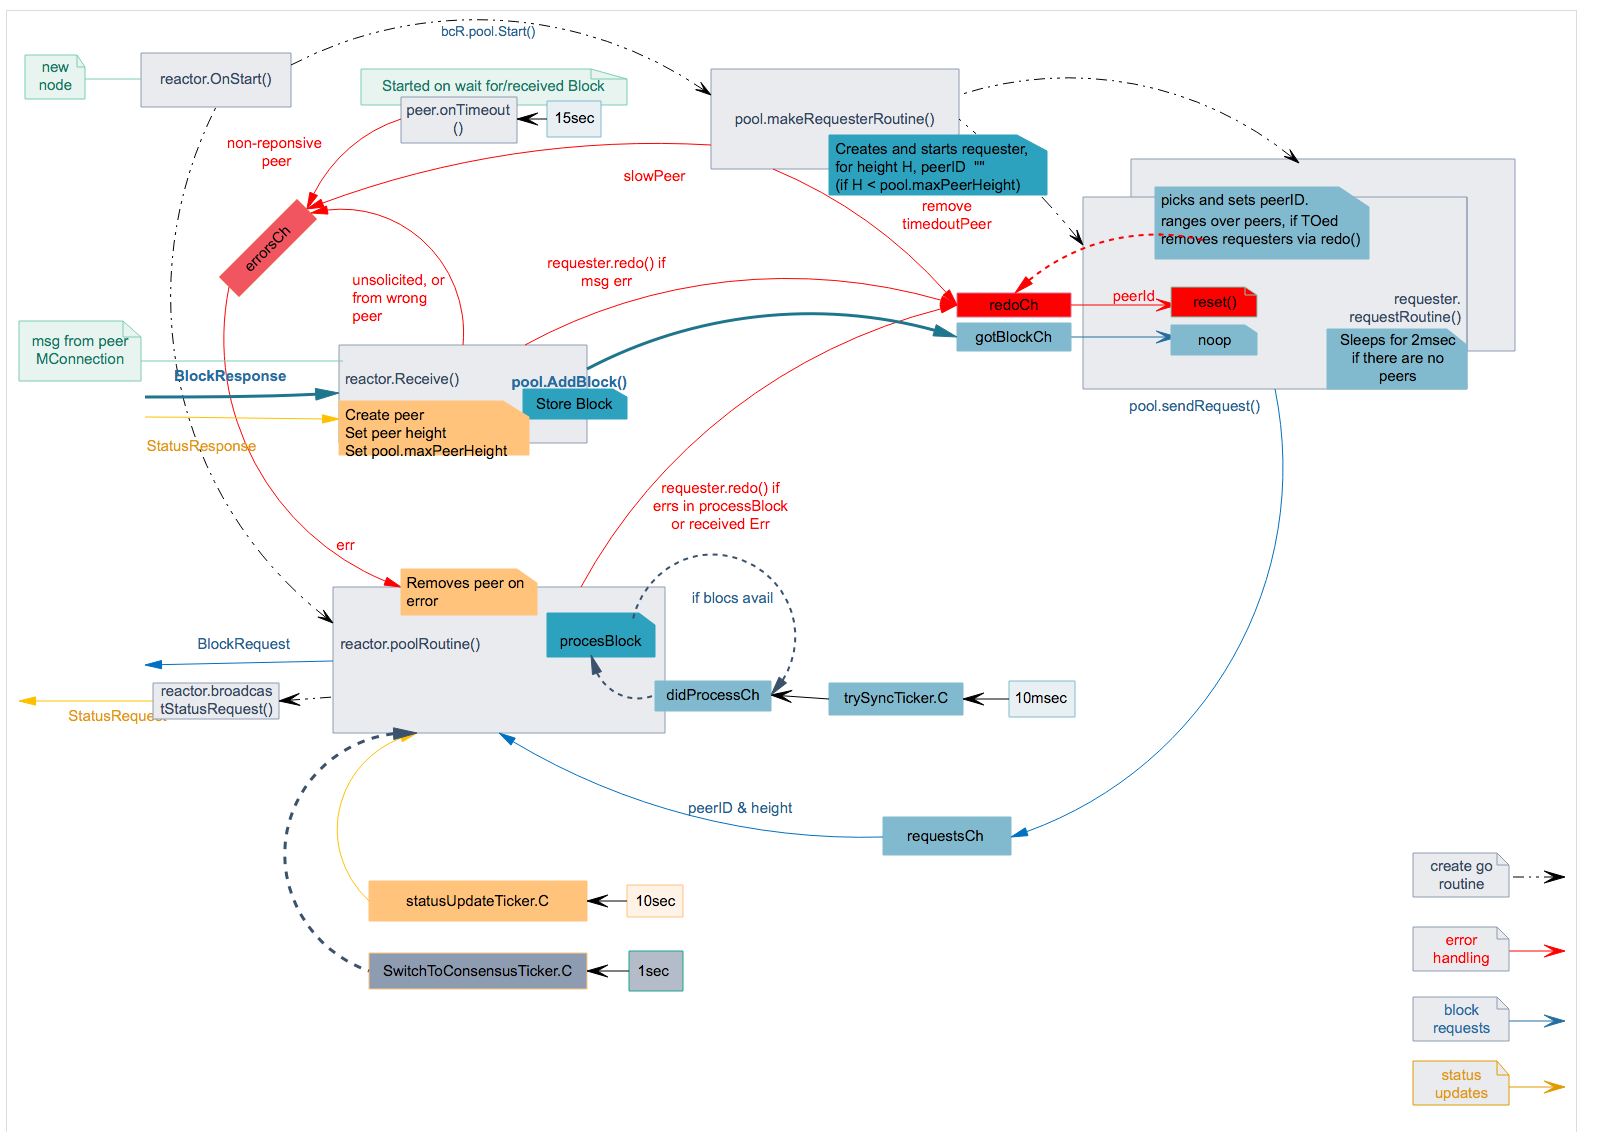 bcR.pool.Start()
new
node
reactor.OnStart()
Started on wait for/received Block
peer.onTimeout
()
15sec
pool.makeRequesterRoutine()
Creates and starts requester,
for height H, peerID  ""
(if H < pool.maxPeerHeight)
non-reponsive
peer
slowPeer
remove
timedoutPeer
picks and sets peerID.
ranges over peers, if TOed
removes requesters via redo()
errorsCh
unsolicited, or
from wrong
peer
requester.redo() if
msg err
redoCh
peerId
reset()
requester.
requestRoutine()
gotBlockCh
noop
Sleeps for 2msec
if there are no
peers
msg from peer
MConnection
BlockResponse
reactor.Receive()
pool.AddBlock()
Store Block
Create peer
Set peer height
Set pool.maxPeerHeight
StatusResponse
pool.sendRequest()
requester.redo() if
errs in processBlock
or received Err
err
Removes peer on
error
if blocs avail
procesBlock
reactor.poolRoutine()
BlockRequest
reactor.broadcas
tStatusRequest()
StatusRequest
didProcessCh
trySyncTicker.C
10msec
peerID & height
requestsCh
statusUpdateTicker.C
10sec
SwitchToConsensusTicker.C
1sec
create go
routine
error
handling
block
requests
status
updates